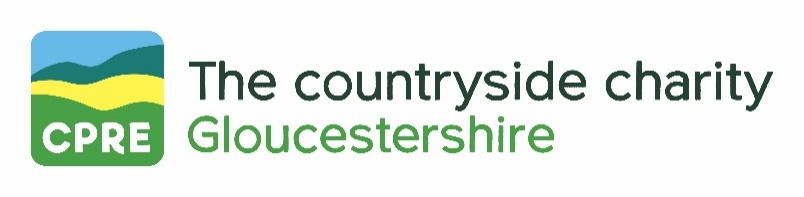 CPRE
The countryside charity
Gloucestershire